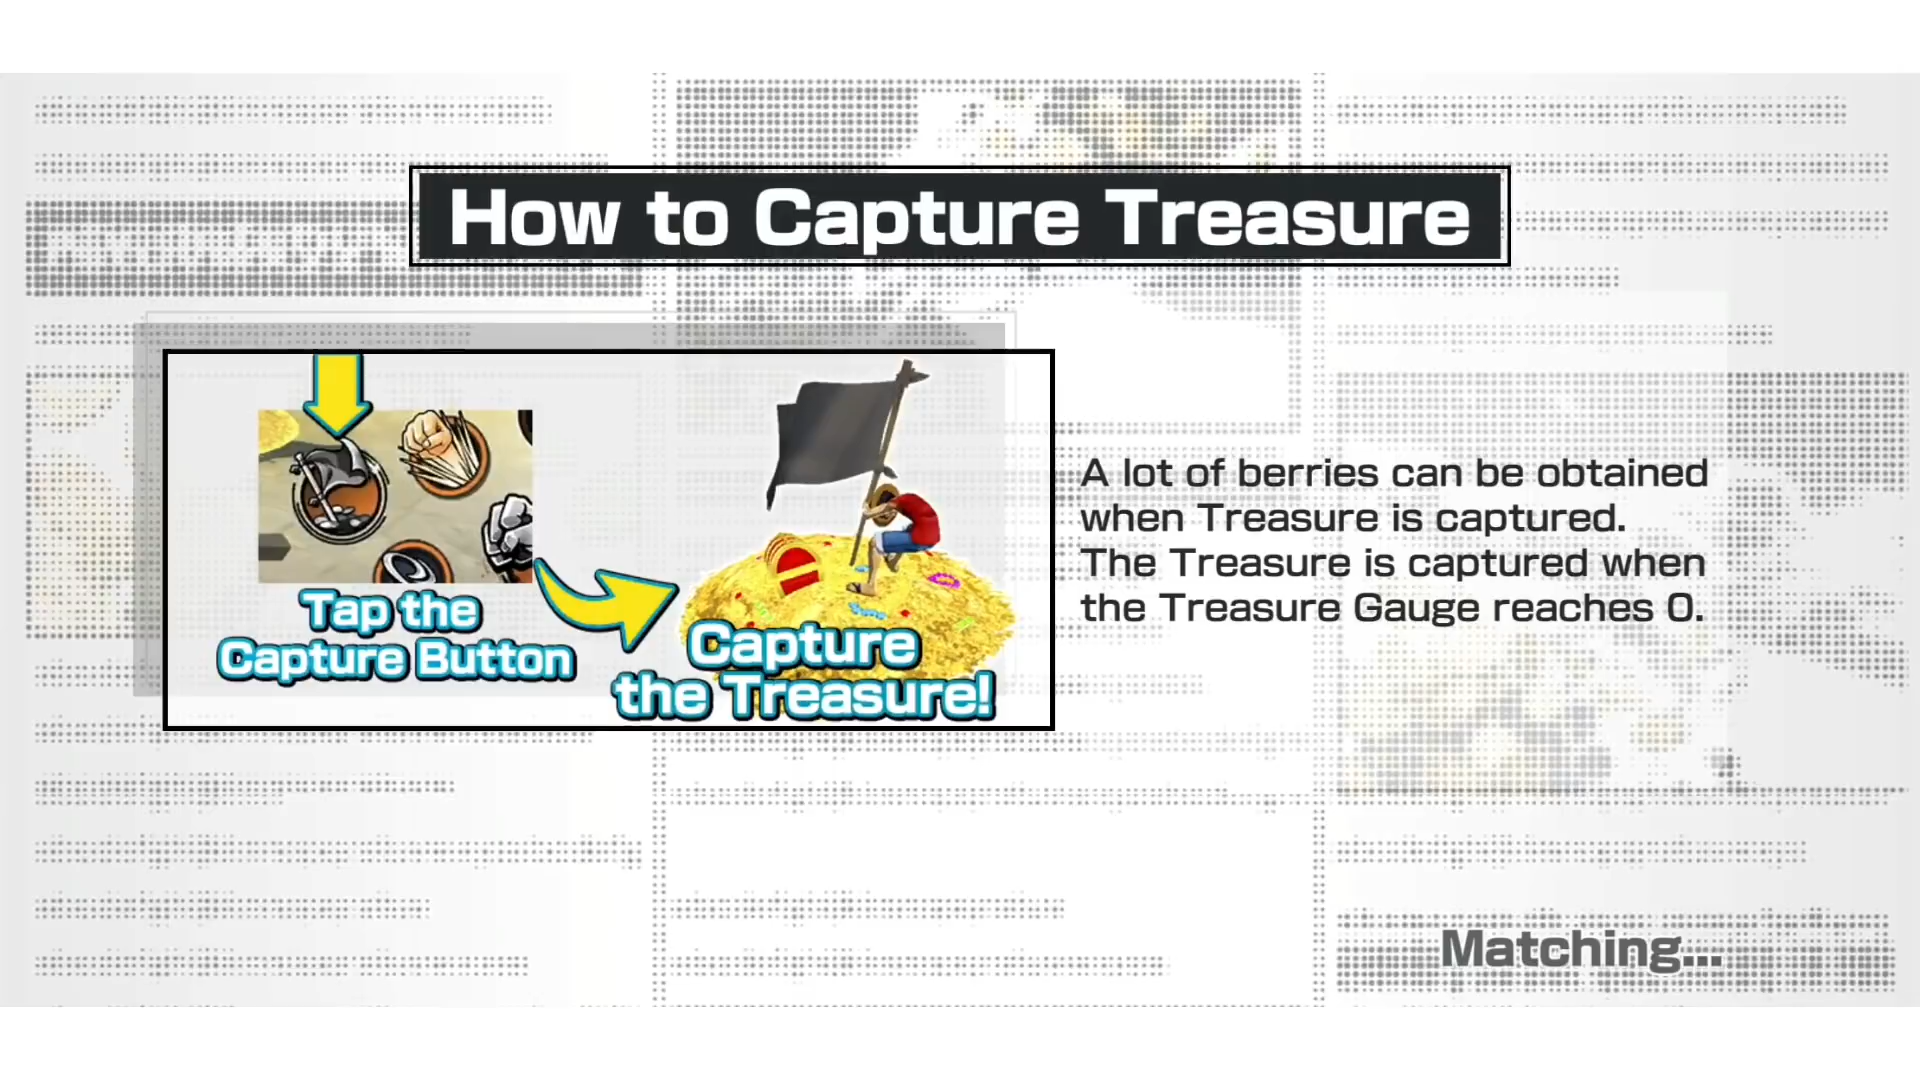 How to Capture Treasure
Tap the
Capture Button
Capture
the Treasure!
A lot of berries can be obtained
when Treasure is captured.
The Treasure is captured when
the Treasure Gauge reaches 0.
Matching...